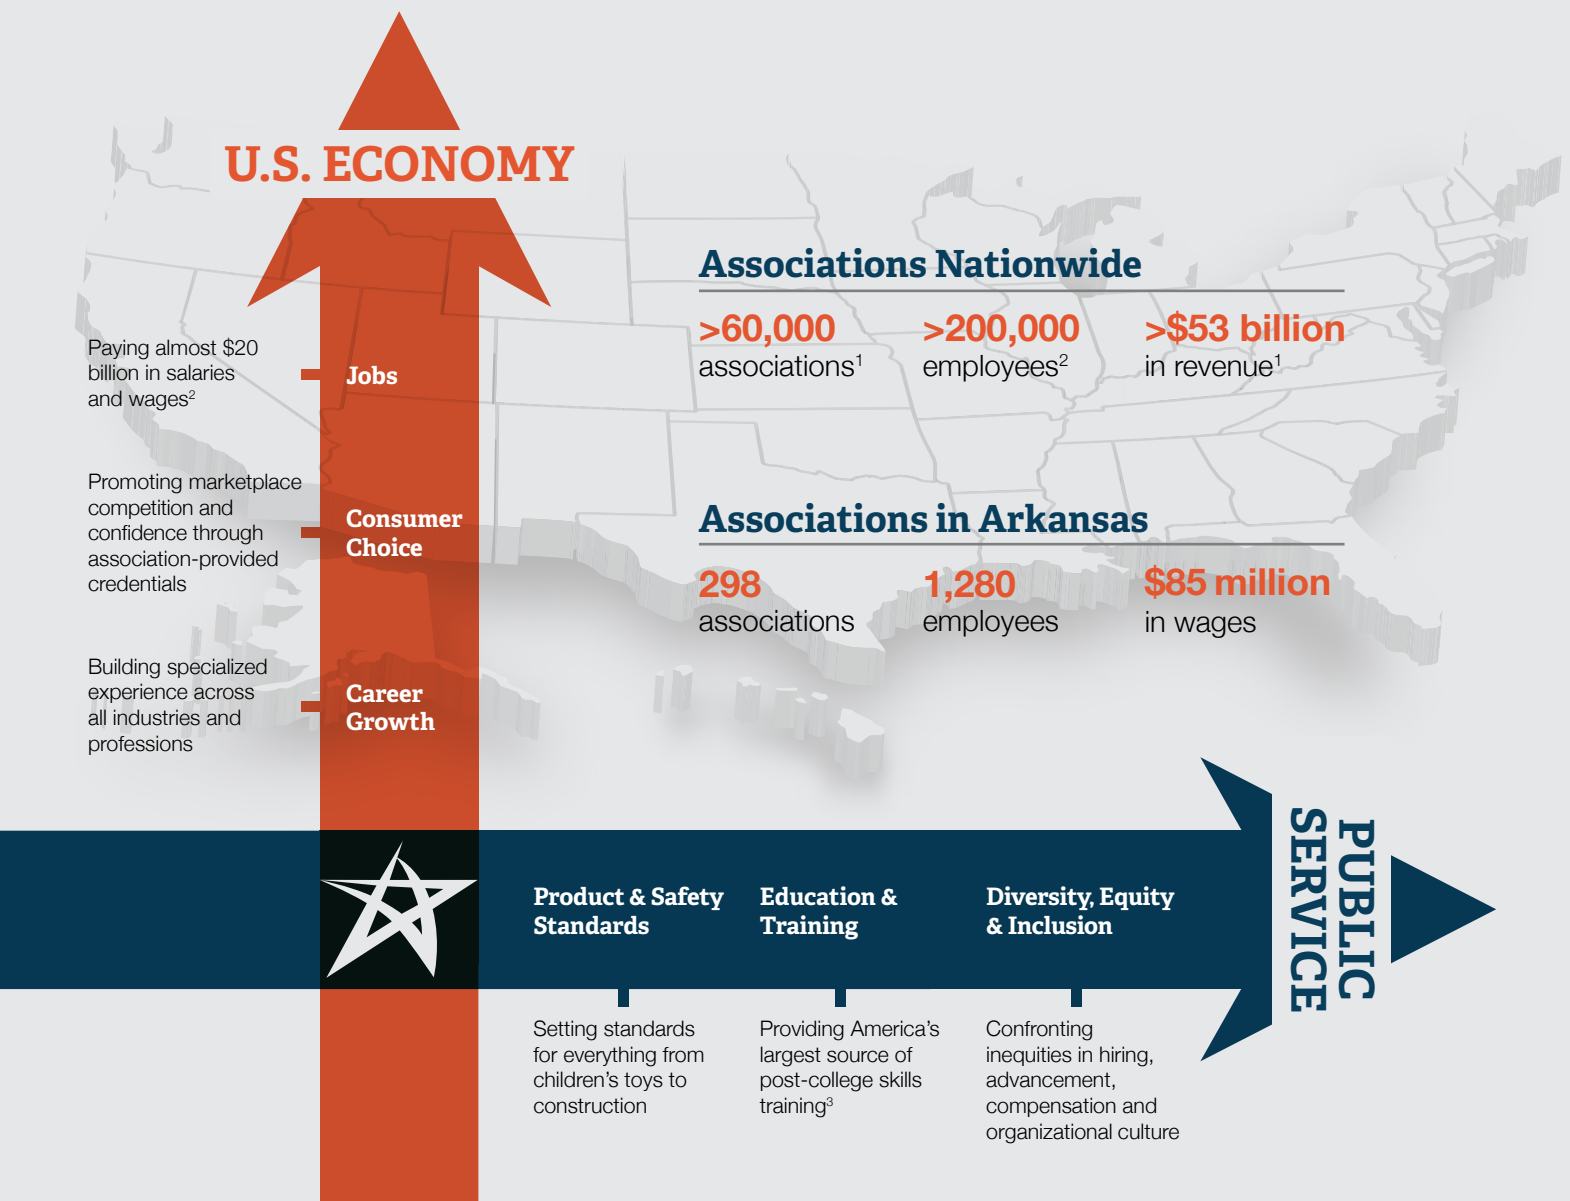 U.S. ECONOMY
Paying almost $20
billion in salaries
and wages2
Jobs
Promoting marketplace
competition and
confidence through
association-provided
credentials
Consumer
Choice
Building specialized
experience across
all industries and
professions
Career
Growth
Associations Nationwide
>60,000
associations1
>200,000
employees2
>$53 billion
in revenue1
Associations in Arkansas
298
associations
1,280
employees
$85 million
in wages
PUBLIC
SERVICE
Product & Safety
Standards
Setting standards
for everything from
children’s toys to
construction
Education &
Training
Providing America’s
largest source of
post-college skills
training3
Diversity, Equity
& Inclusion
Confronting
inequities in hiring,
advancement,
compensation and
organizational culture